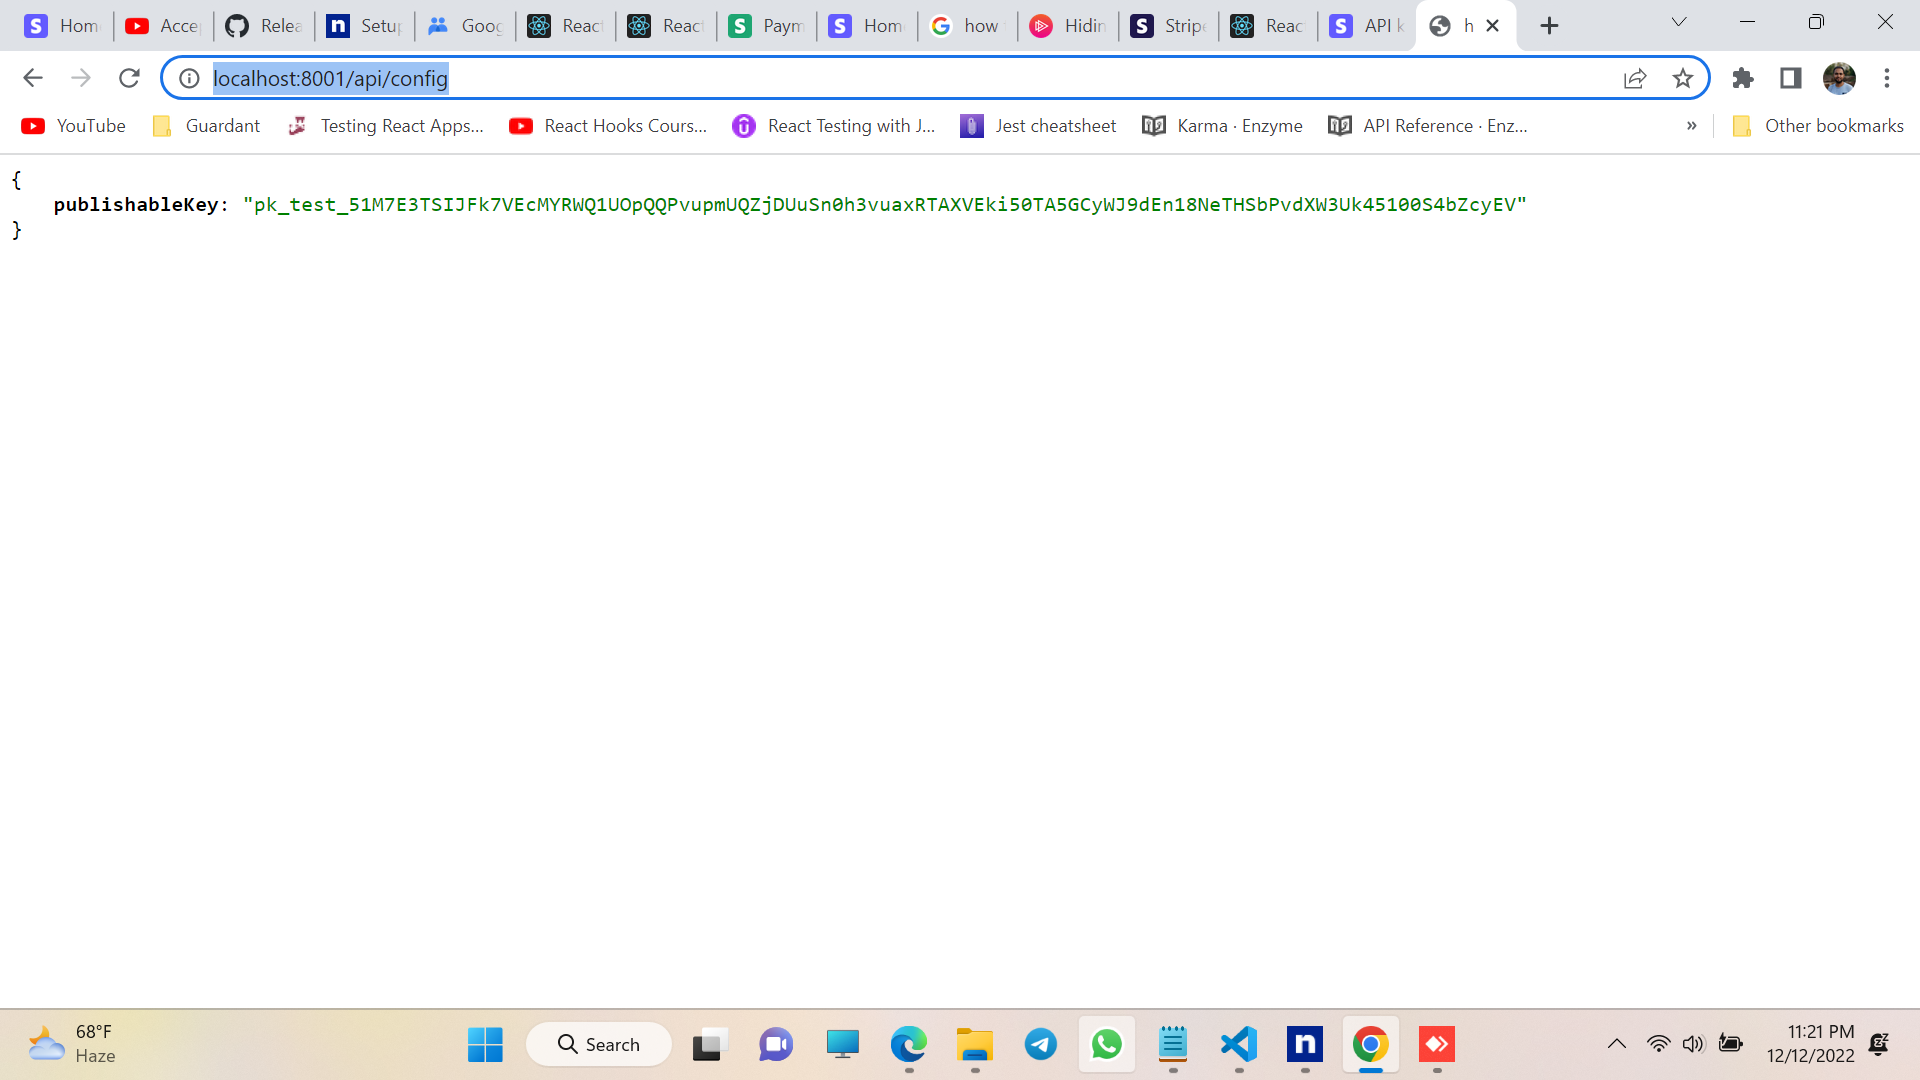 Hom
Acce
Relea
Setup
Goog
React
React
Paym
Hom
how
Hidin
Stripe
React
API k
h
localhost:8001/api/config
YouTube
Guardant
Testing React Apps...
React Hooks Cours...
React Testing with J...
Jest cheatsheet
Karma · Enzyme
API Reference · Enz...
»
Other bookmarks
{
publishableKey: "pk_test_51M7E3TSIJFk7VEcMYRWQ1UOpQQPvupmUQZjDUuSn0h3vuaxRTAXVEki50TA5GCyWJ9dEn18NeTHSbPvdXW3Uk45100S4bZcyEV"
}
68°F
Haze
Search
11:21 PM
12/12/2022